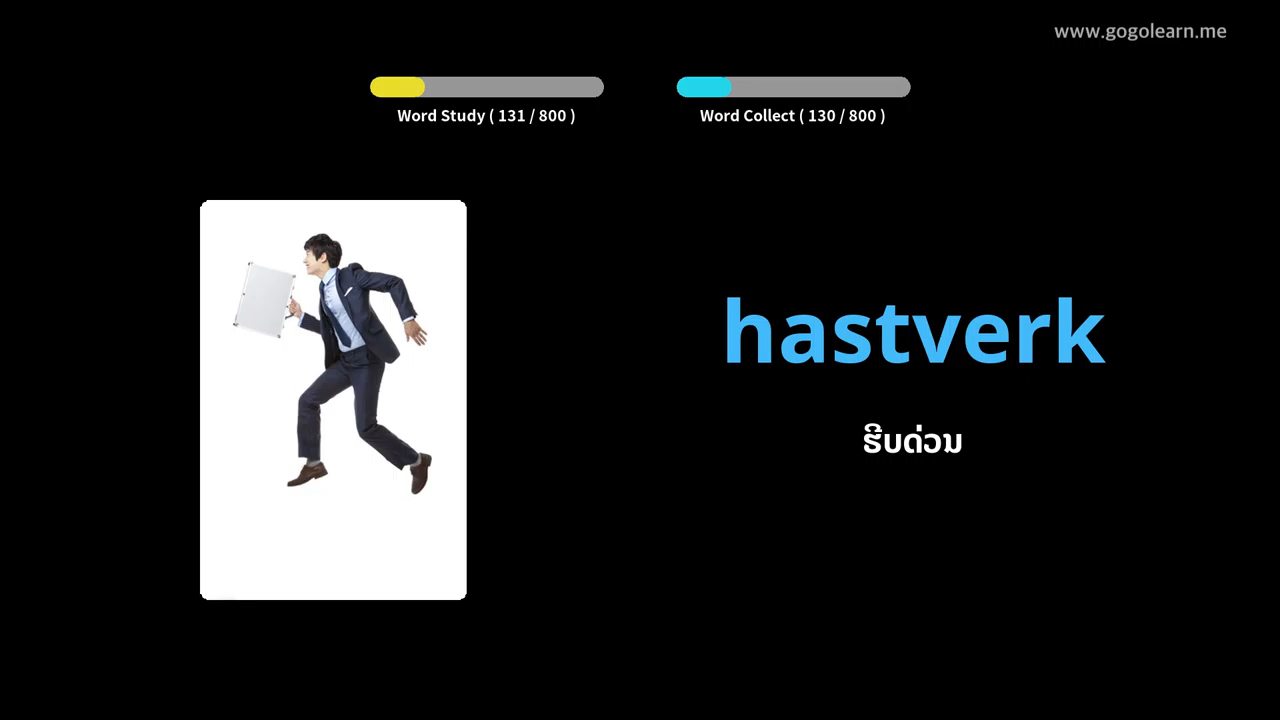 www.gogolearn.me
Word Study ( 131 / 800 )
Word Collect ( 130 / 800 )
hastverk
ຮີບດ່ວນ